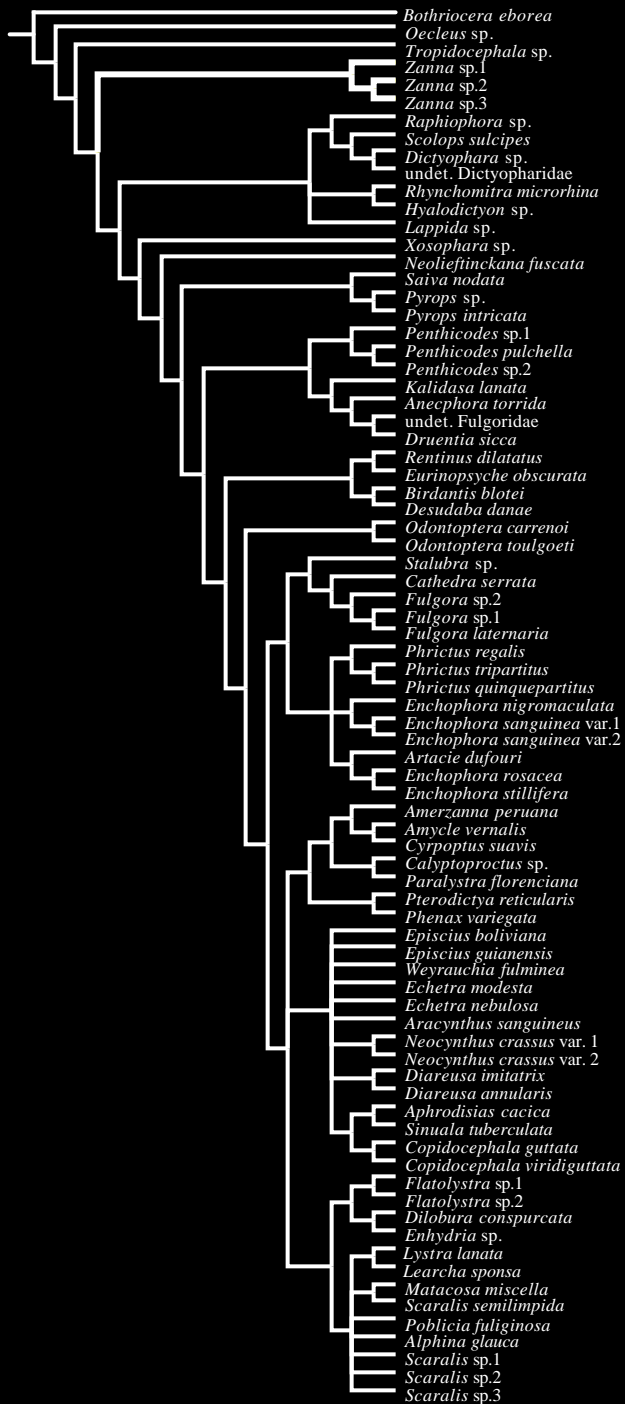 Bothriocera eborea
Oecleus sp.
Tropidocephala sp.
Zanna sp.1
Zanna sp.2
Zanna sp.3
Raphiophora sp.
Scolops sulcipes
Dictyophara sp.
undet. Dictyopharidae
Rhynchomitra microrhina
Hyalodictyon sp.
Lappida sp.
Xosophara sp.
Neolieftinckana fuscata
Saiva nodata
Pyrops sp.
Pyrops intricata
Penthicodes sp.1
Penthicodes pulchella
Penthicodes sp.2
Kalidasa lanata
Anecphora torrida
undet. Fulgoridae
Druentia sicca
Rentinus dilatatus
Eurinopsyche obscurata
Birdantis blotei
Desudaba danae
Odontoptera carrenoi
Odontoptera toulgoeti
Stalubra sp.
Cathedra serrata
Fulgora sp.2
Fulgora sp.1
Fulgora laternaria
Phrictus regalis
Phrictus tripartitus
Phrictus quinquepartitus
Enchophora nigromaculata
Enchophora sanguinea var.1
Enchophora sanguinea var.2
Artacie dufouri
Enchophora rosacea
Enchophora stillifera
Amerzanna peruana
Amycle vernalis
Cyrpoptus suavis
Calyptoproctus sp.
Paralystra florenciana
Pterodictya reticularis
Phenax variegata
Episcius boliviana
Episcius guianensis
Weyrauchia fulminea
Echetra modesta
Echetra nebulosa
Aracynthus sanguineus
Neocynthus crassus var. 1
Neocynthus crassus var. 2
Diareusa imitatrix
Diareusa annularis
Aphrodisias cacica
Sinuala tuberculata
Copidocephala guttata
Copidocephala viridiguttata
Flatolystra sp.1
Flatolystra sp.2
Dilobura conspurcata
Enhydria sp.
Lystra lanata
Learcha sponsa
Matacosa miscella
Scaralis semilimpida
Poblicia fuliginosa
Alphina glauca
Scaralis sp.1
Scaralis sp.2
Scaralis sp.3